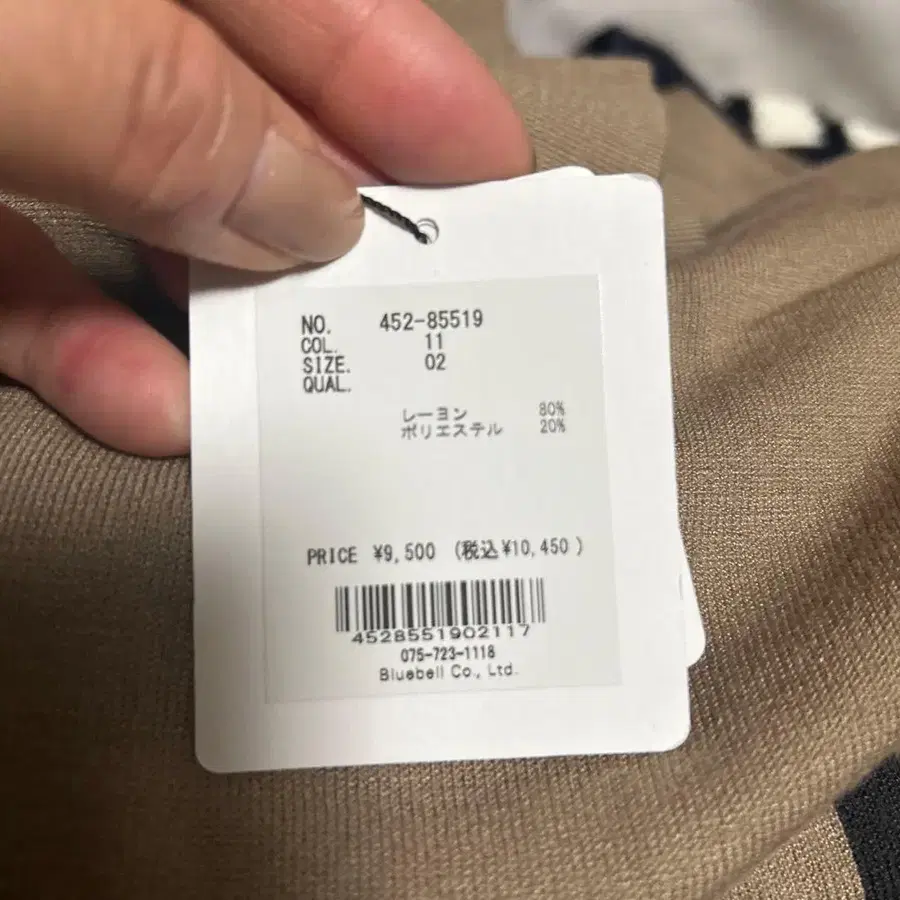 NO. 452-85519
COL. 11
SIZE. 02
QUAL.
レーヨン 80%
ポリエステル 20%
PRICE ¥9,500 (税込¥10,450)
4528551902117
075-723-1118
Bluebell Co., Ltd.